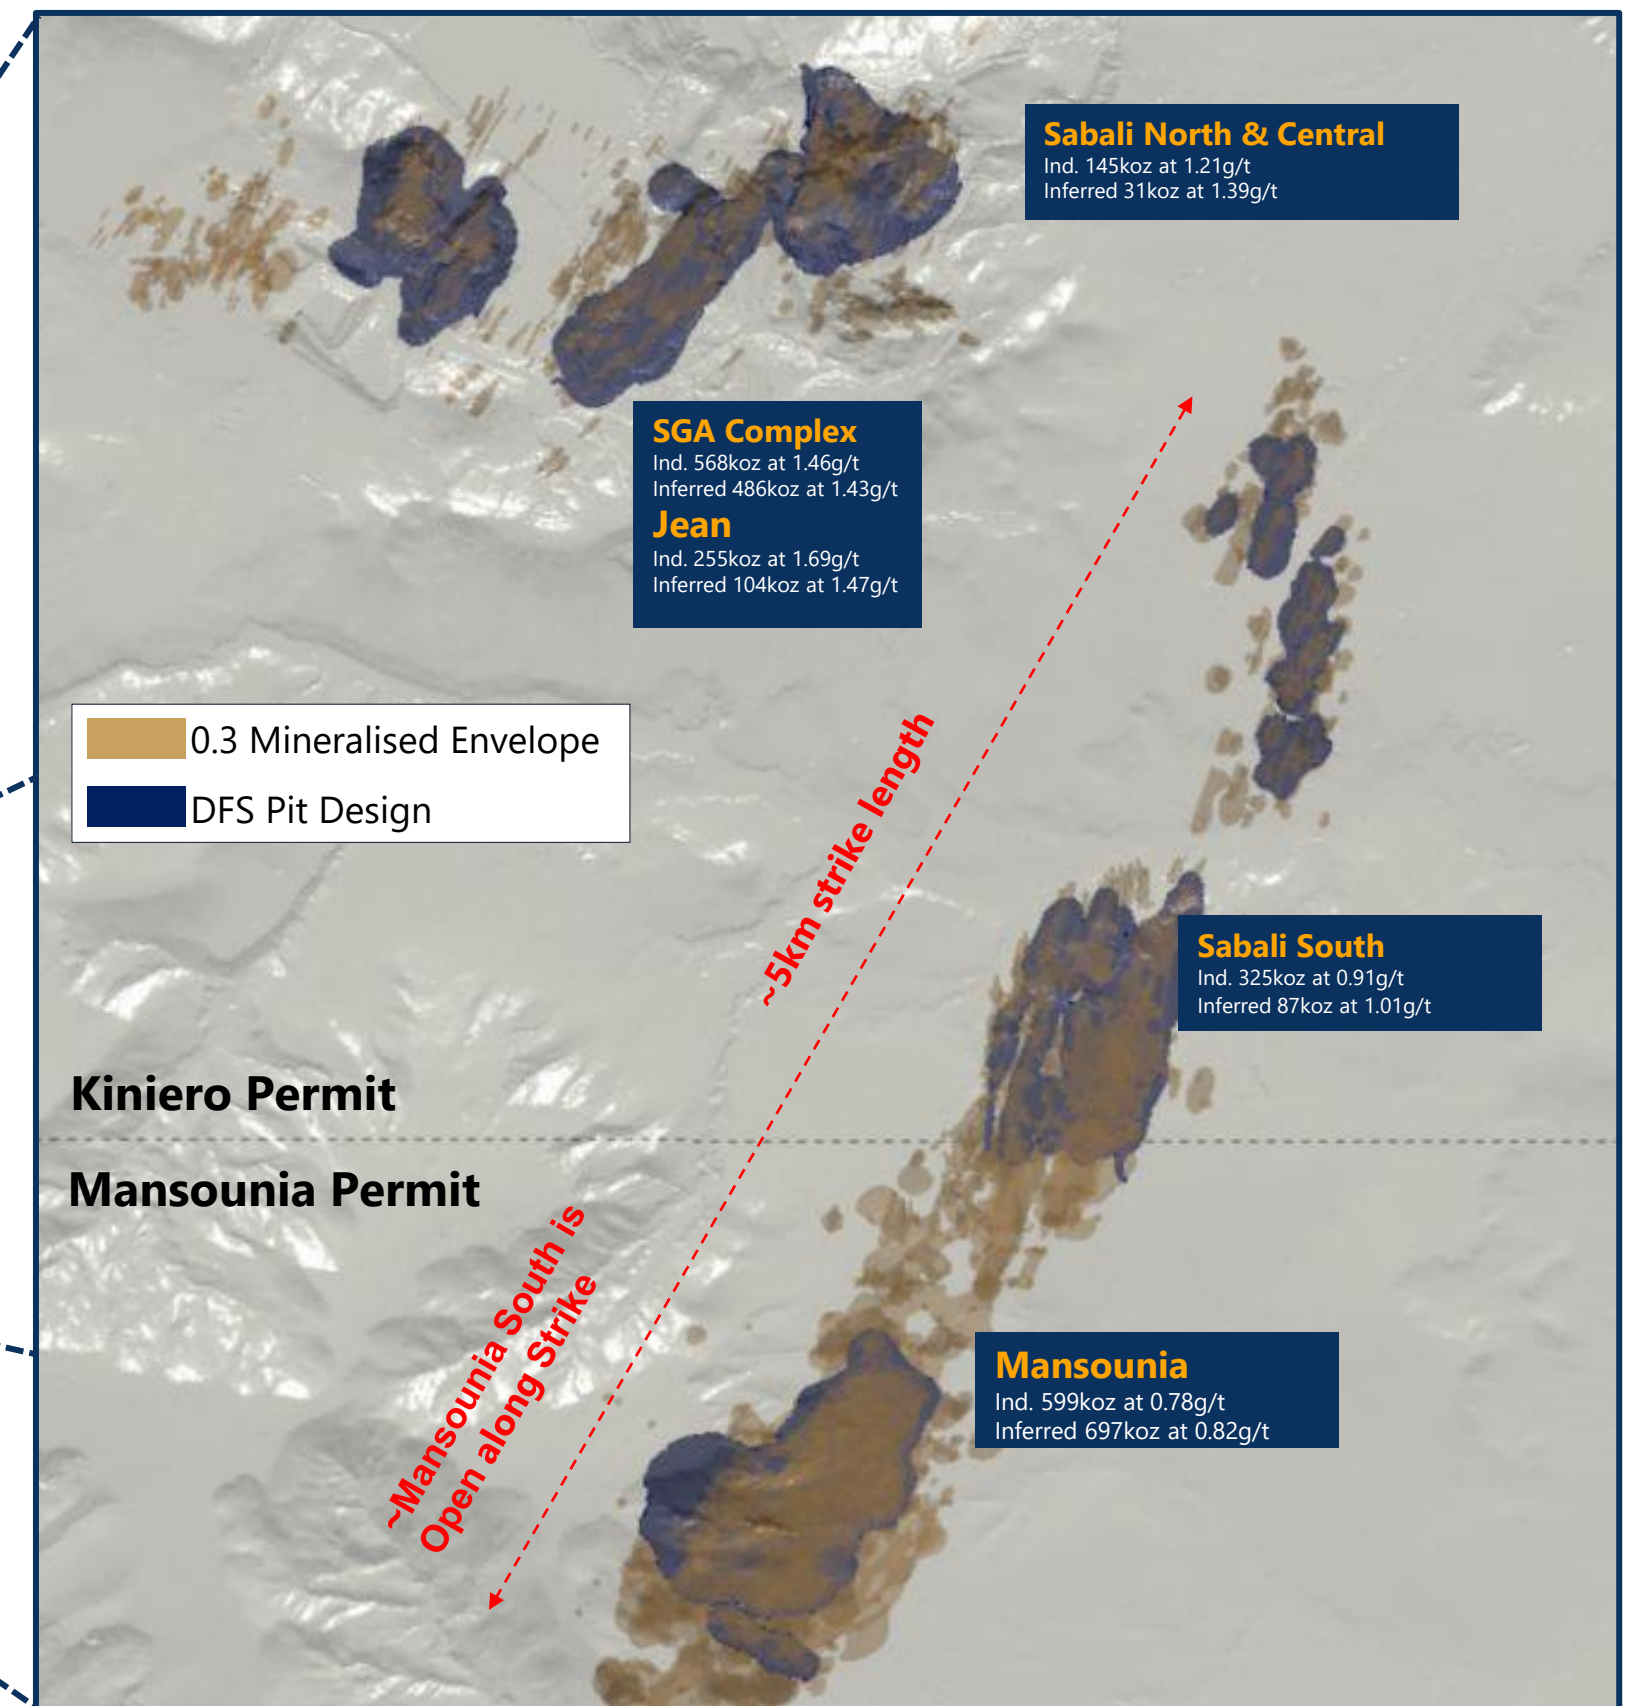 Sabali North & Central
Ind. 145koz at 1.21g/t
Inferred 31koz at 1.39g/t
SGA Complex
Ind. 568koz at 1.46g/t
Inferred 486koz at 1.43g/t
Jean
Ind. 255koz at 1.69g/t
Inferred 104koz at 1.47g/t
0.3 Mineralised Envelope
DFS Pit Design
~5km strike length
Sabali South
Ind. 325koz at 0.91g/t
Inferred 87koz at 1.01g/t
Kiniero Permit
Mansounia Permit
~Mansounia South is
Open along Strike
Mansounia
Ind. 599koz at 0.78g/t
Inferred 697koz at 0.82g/t